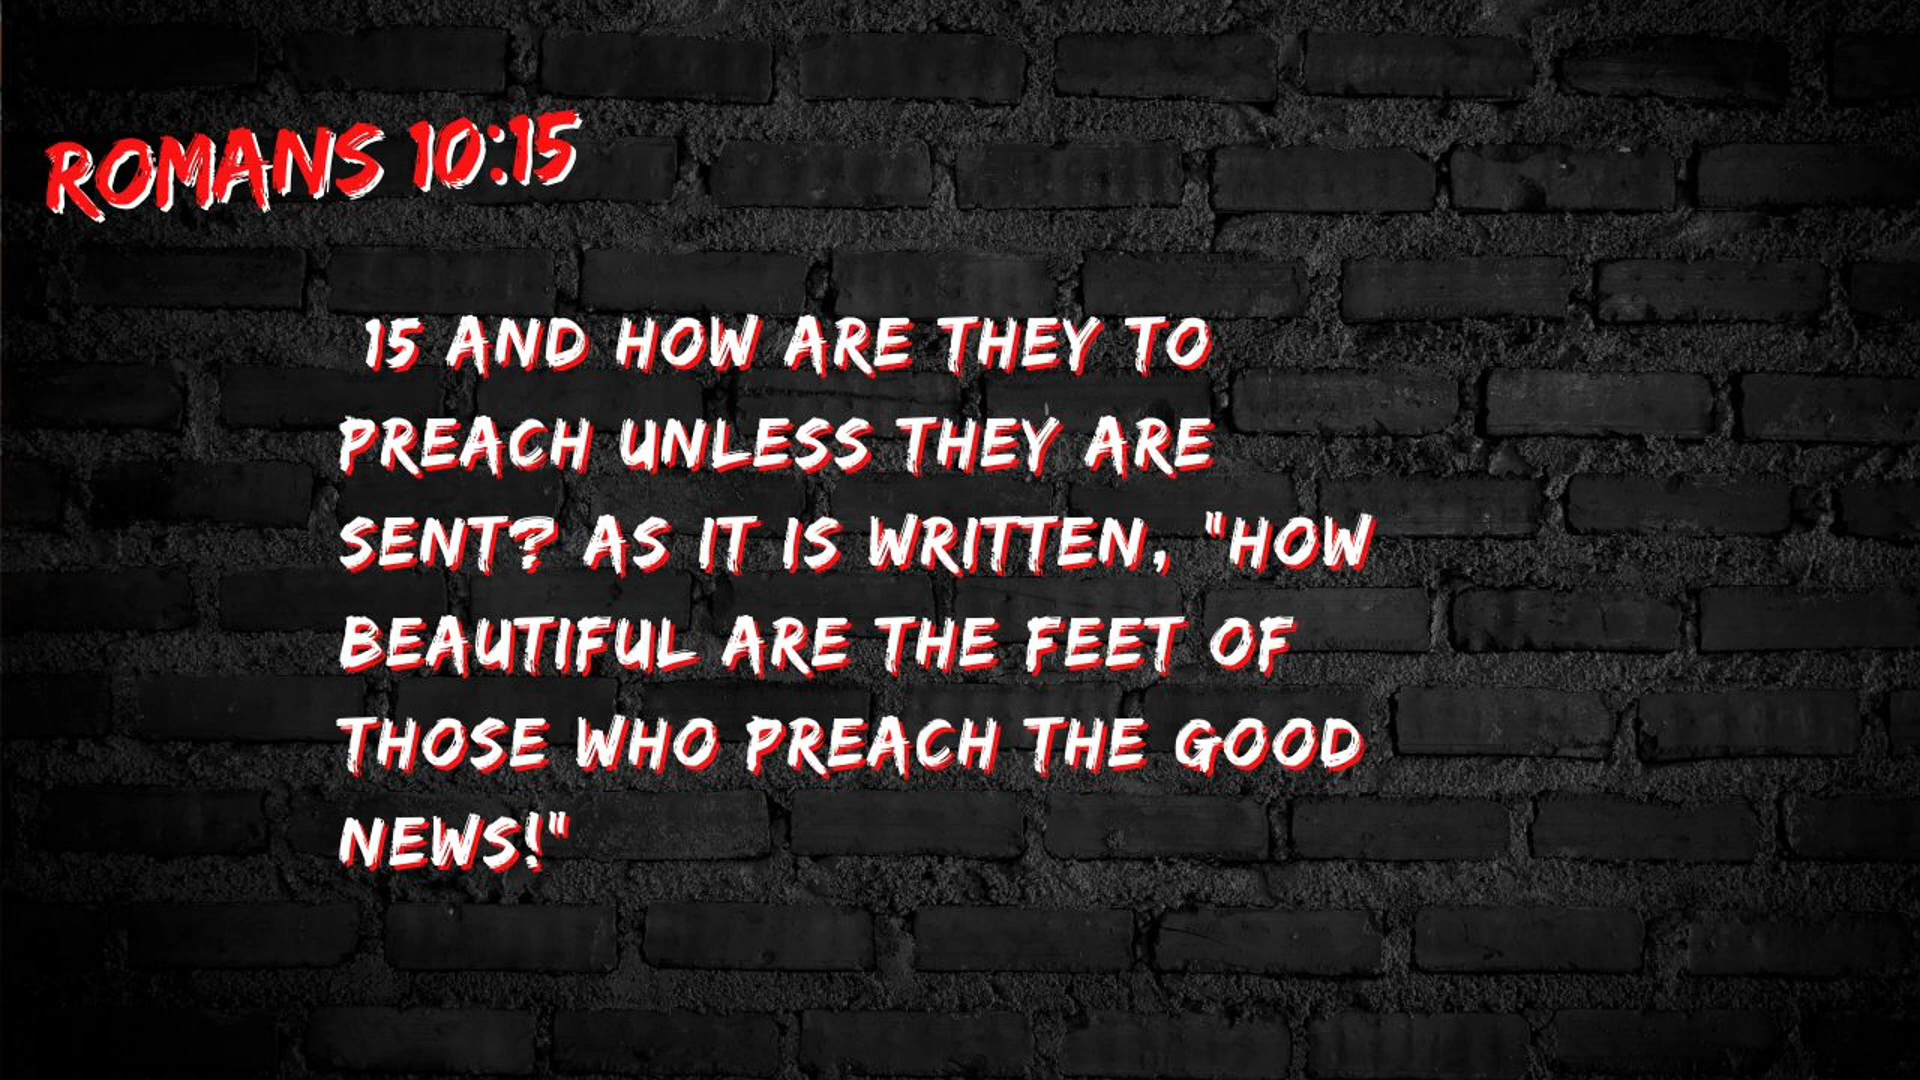 ROMANS 10:15
15 AND HOW ARE THEY TO
PREACH UNLESS THEY ARE
SENT? AS IT IS WRITTEN, "HOW
BEAUTIFUL ARE THE FEET OF
THOSE WHO PREACH THE GOOD
NEWS!"